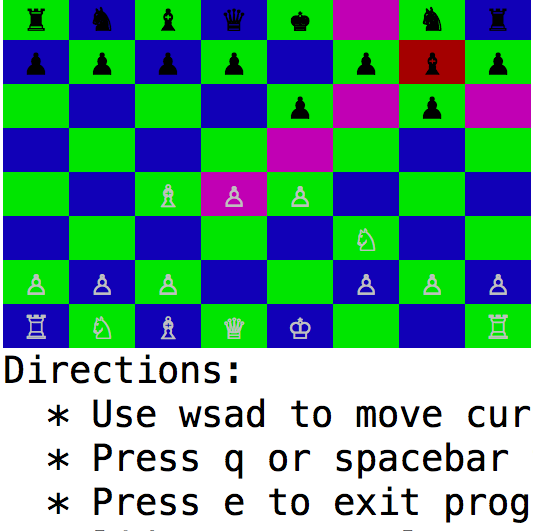 Directions:
* Use wsad to move cur
* Press q or spacebar
* Press e to exit prog